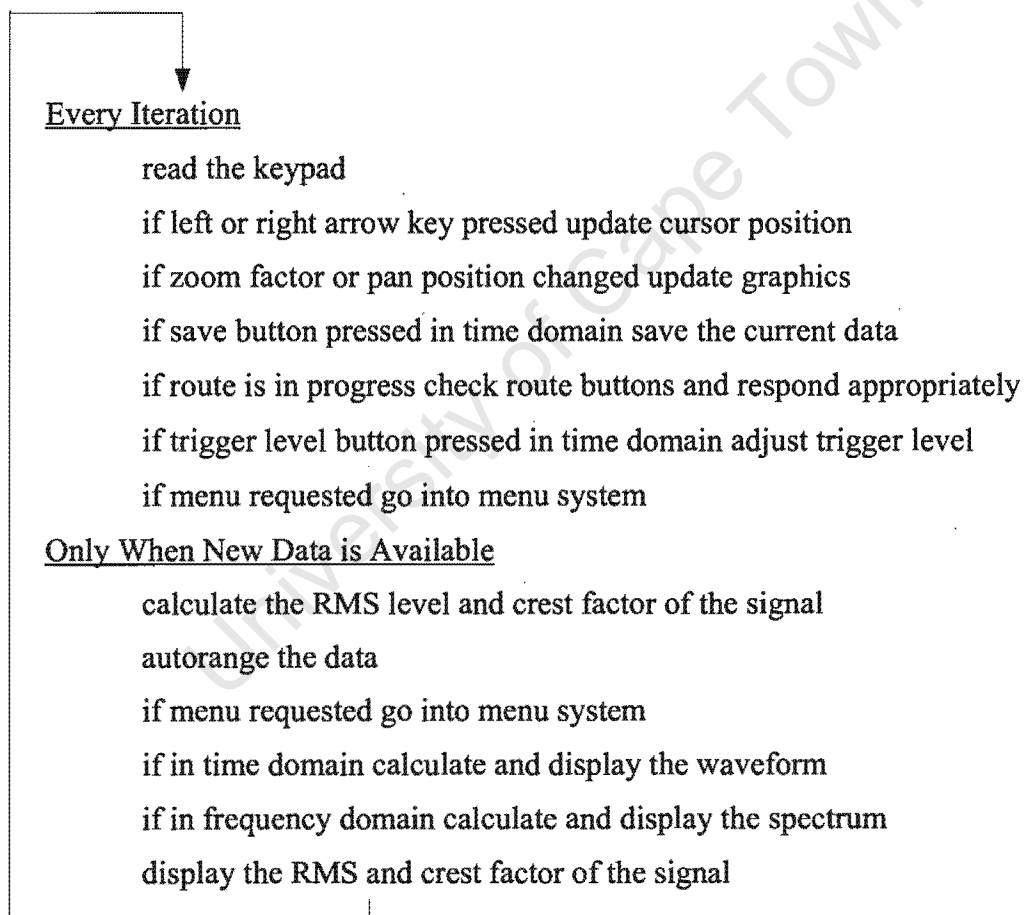 Every Iteration
read the keypad
if left or right arrow key pressed update cursor position
if zoom factor or pan position changed update graphics
if save button pressed in time domain save the current data
if route is in progress check route buttons and respond appropriately
if trigger level button pressed in time domain adjust trigger level
if menu requested go into menu system
Only When New Data is Available
calculate the RMS level and crest factor of the signal
autorange the data
if menu requested go into menu system
if in time domain calculate and display the waveform
if in frequency domain calculate and display the spectrum
display the RMS and crest factor of the signal
University of Cape Town